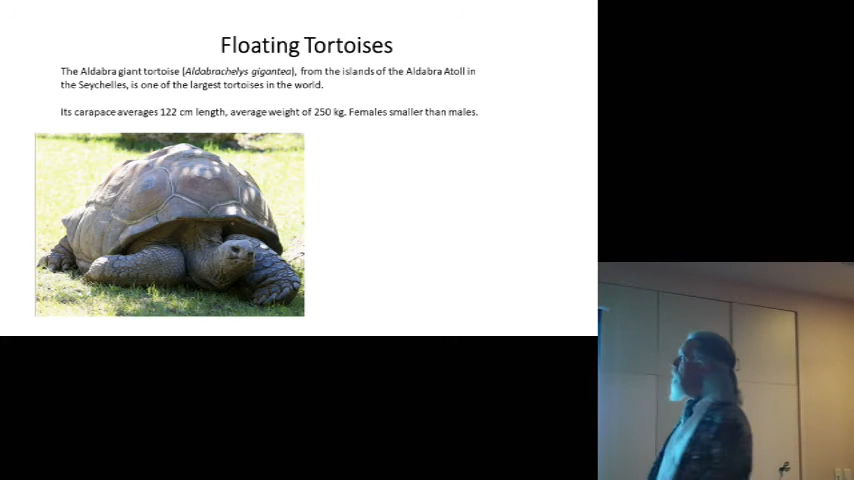 Floating Tortoises
The Aldabra giant tortoise (Aldabrachelys gigantea), from the islands of the Aldabra Atoll in
the Seychelles, is one of the largest tortoises in the world.
Its carapace averages 122 cm length, average weight of 250 kg. Females smaller than males.